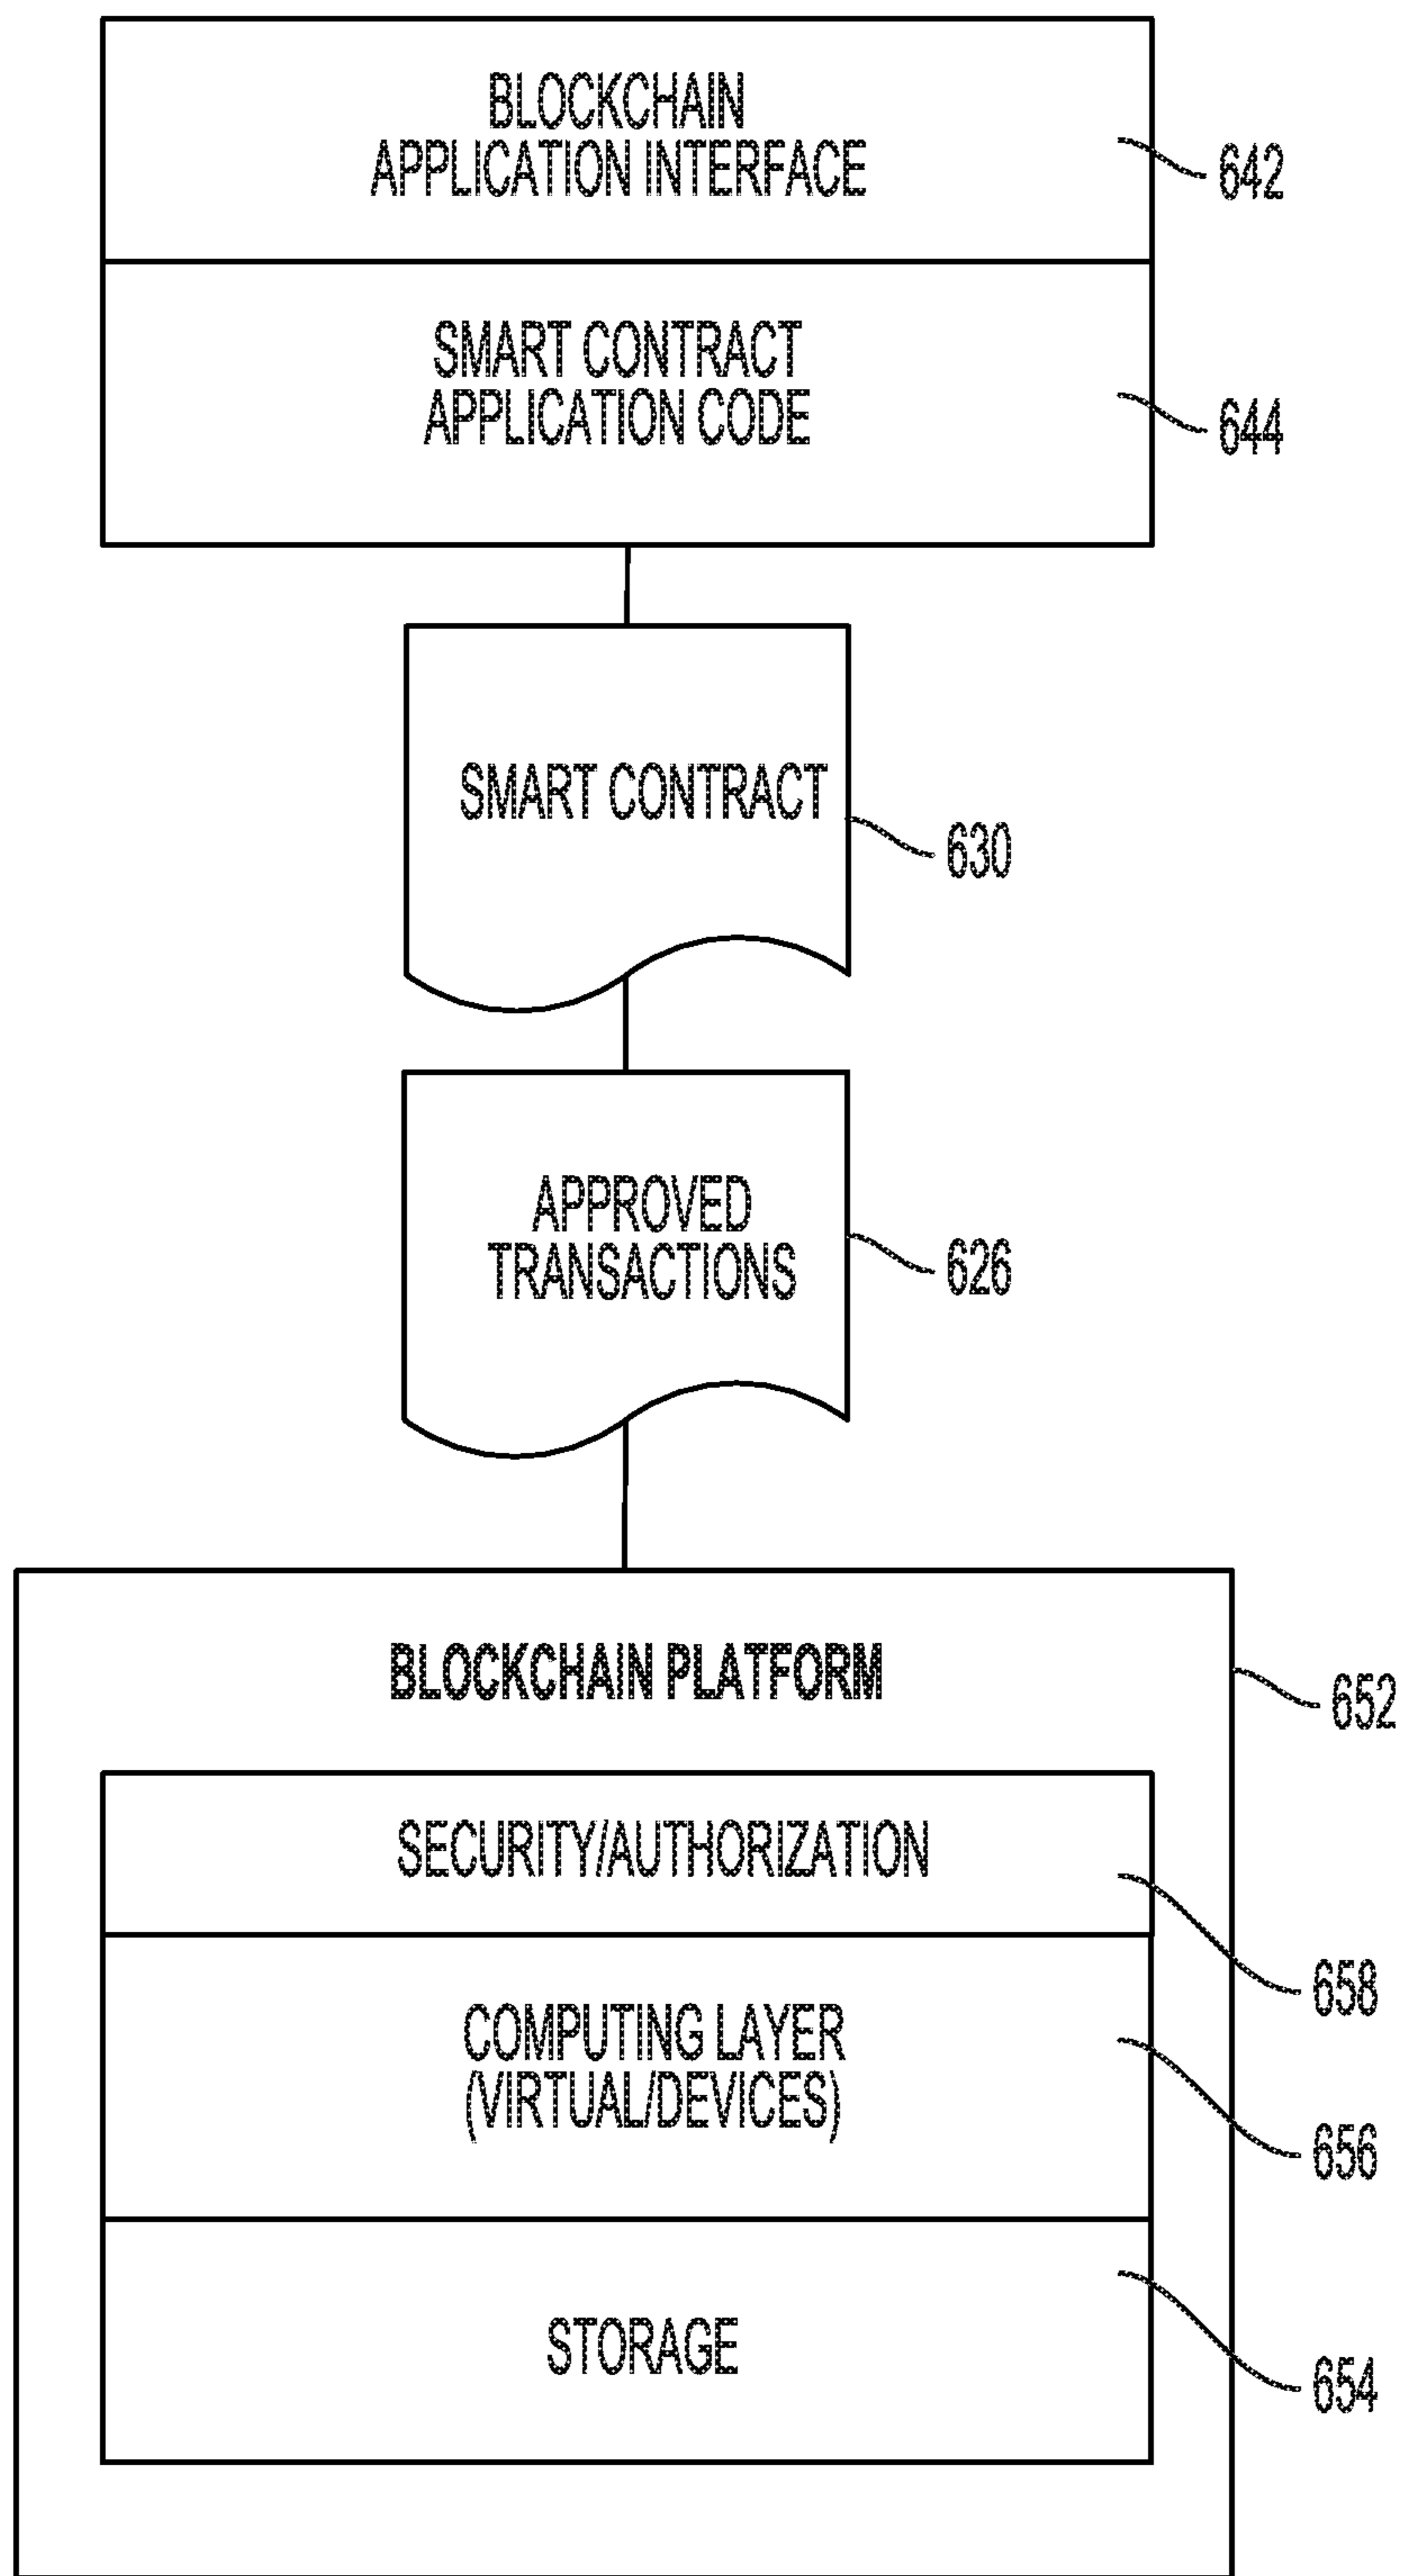 BLOCKCHAIN
APPLICATION INTERFACE
642
SMART CONTRACT
APPLICATION CODE
644
SMART CONTRACT
630
APPROVED
TRANSACTIONS
626
BLOCKCHAIN PLATFORM
652
SECURITY/AUTHORIZATION
658
COMPUTING LAYER
(VIRTUAL/DEVICES)
656
STORAGE
654